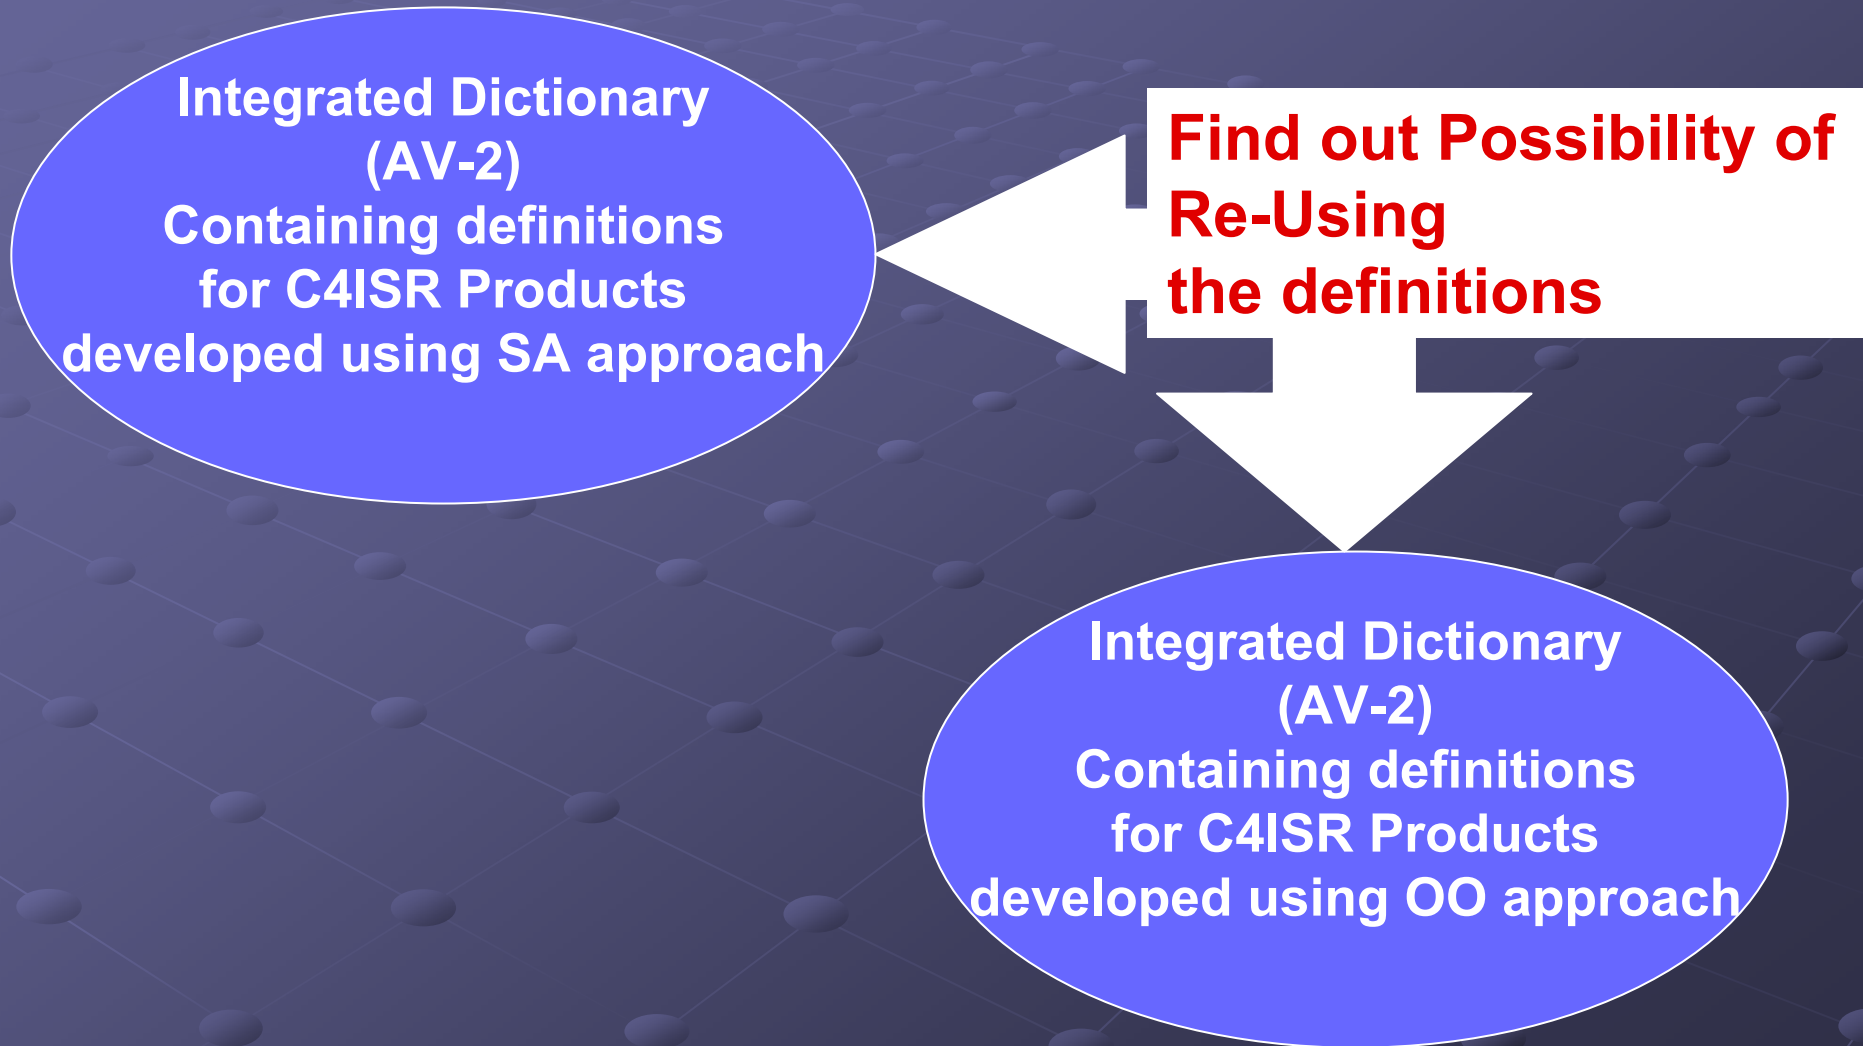 Integrated Dictionary
(AV-2)
Containing definitions
for C4ISR Products
developed using SA approach
Find out Possibility of
Re-Using
the definitions
Integrated Dictionary
(AV-2)
Containing definitions
for C4ISR Products
developed using OO approach